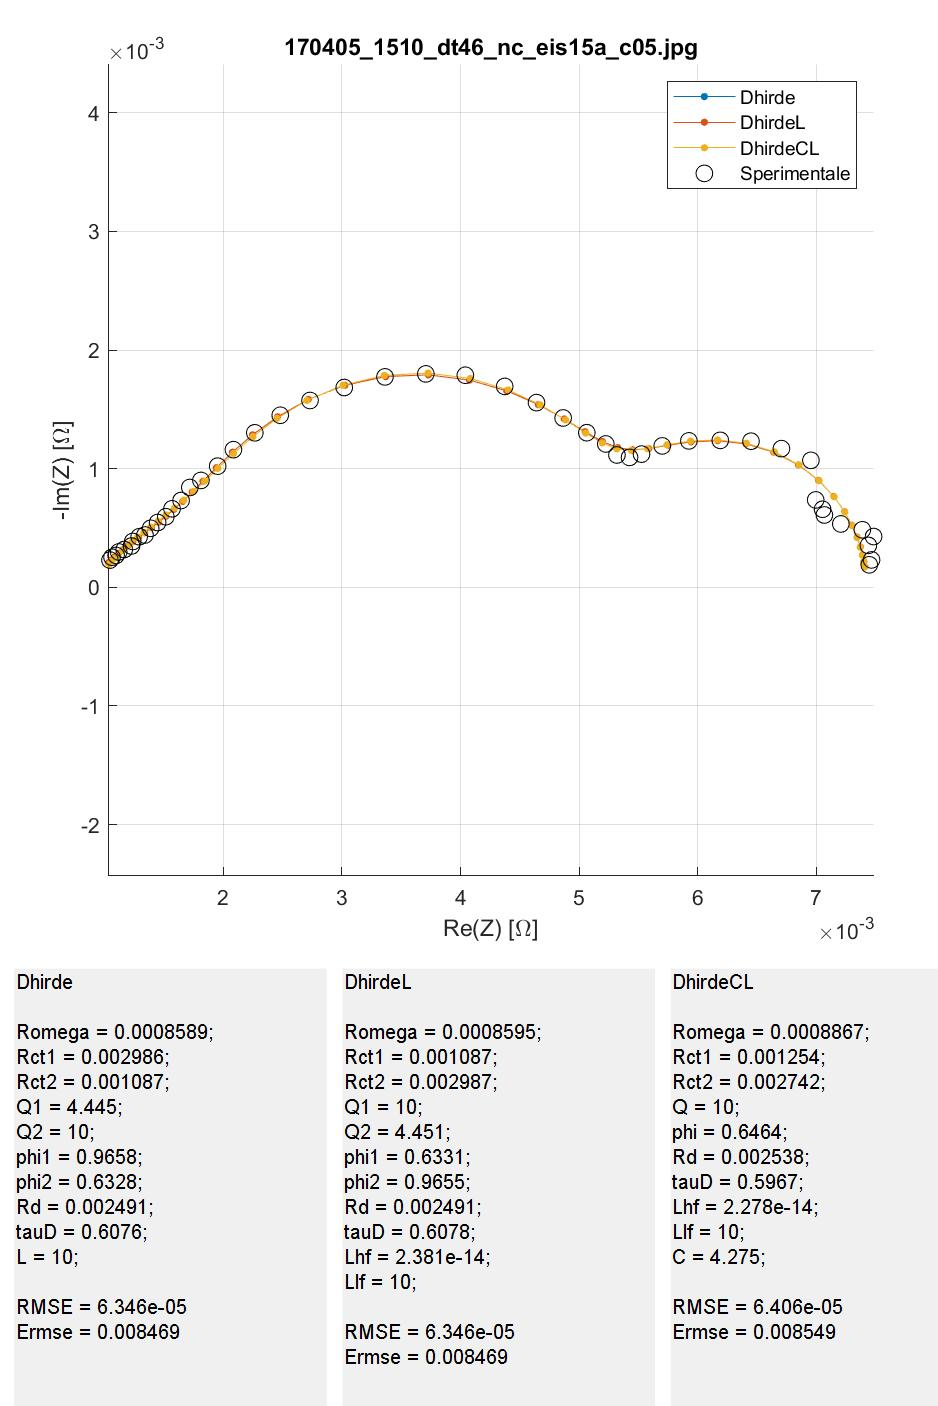 170405_1510_dt46_nc_eis15a_c05.jpg
×10-3
Dhirde
DhirdeL
DhirdeCL
Sperimentale
4
3
2
1
0
-1
-2
-Im(Z) [Ω]
2 3 4 5 6 7
Re(Z) [Ω]
×10-3
Dhirde
Romega = 0.0008589;
Rct1 = 0.002986;
Rct2 = 0.001087;
Q1 = 4.445;
Q2 = 10;
phi1 = 0.9658;
phi2 = 0.6328;
Rd = 0.002491;
tauD = 0.6076;
L = 10;
RMSE = 6.346e-05
Ermse = 0.008469
DhirdeL
Romega = 0.0008595;
Rct1 = 0.001087;
Rct2 = 0.002987;
Q1 = 10;
Q2 = 4.451;
phi1 = 0.6331;
phi2 = 0.9655;
Rd = 0.002491;
tauD = 0.6078;
Lhf = 2.381e-14;
Llf = 10;
RMSE = 6.346e-05
Ermse = 0.008469
DhirdeCL
Romega = 0.0008867;
Rct1 = 0.001254;
Rct2 = 0.002742;
Q = 10;
phi = 0.6464;
Rd = 0.002538;
tauD = 0.5967;
Lhf = 2.278e-14;
Llf = 10;
C = 4.275;
RMSE = 6.406e-05
Ermse = 0.008549